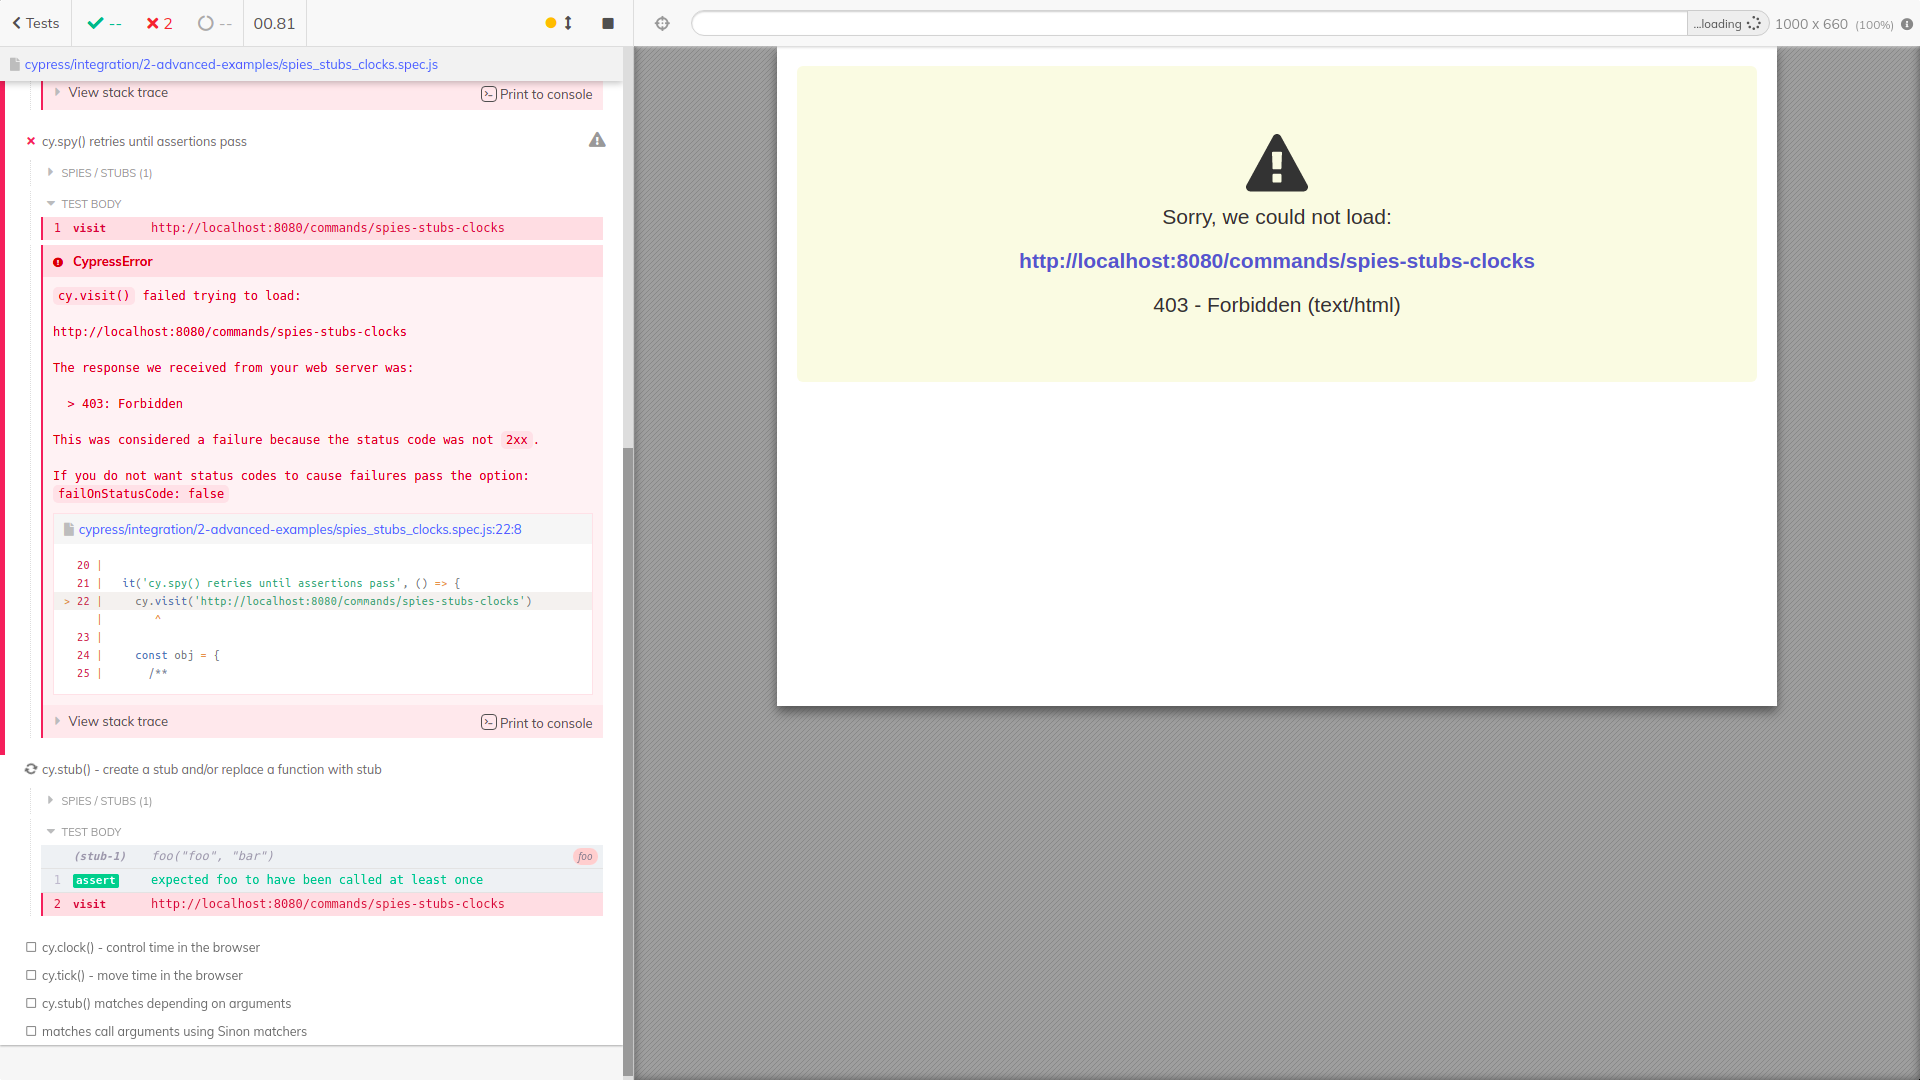 Tests
--
2
--
00.81
...loading
1000 x 660 (100%)
cypress/integration/2-advanced-examples/spies_stubs_clocks.spec.js
View stack trace
Print to console
cy.spy() retries until assertions pass
SPIES / STUBS (1)
TEST BODY
1 visit http://localhost:8080/commands/spies-stubs-clocks
CypressError
cy.visit() failed trying to load:
http://localhost:8080/commands/spies-stubs-clocks
The response we received from your web server was:
> 403: Forbidden
This was considered a failure because the status code was not 2xx.
If you do not want status codes to cause failures pass the option:
failOnStatusCode: false
cypress/integration/2-advanced-examples/spies_stubs_clocks.spec.js:22:8
20 |
21 | it('cy.spy() retries until assertions pass', () => {
> 22 | cy.visit('http://localhost:8080/commands/spies-stubs-clocks')
| ^
23 |
24 | const obj = {
25 | /**
View stack trace
Print to console
cy.stub() - create a stub and/or replace a function with stub
SPIES / STUBS (1)
TEST BODY
(stub-1) foo("foo", "bar") foo
1 assert expected foo to have been called at least once
2 visit http://localhost:8080/commands/spies-stubs-clocks
cy.clock() - control time in the browser
cy.tick() - move time in the browser
cy.stub() matches depending on arguments
matches call arguments using Sinon matchers
Sorry, we could not load:
http://localhost:8080/commands/spies-stubs-clocks
403 - Forbidden (text/html)